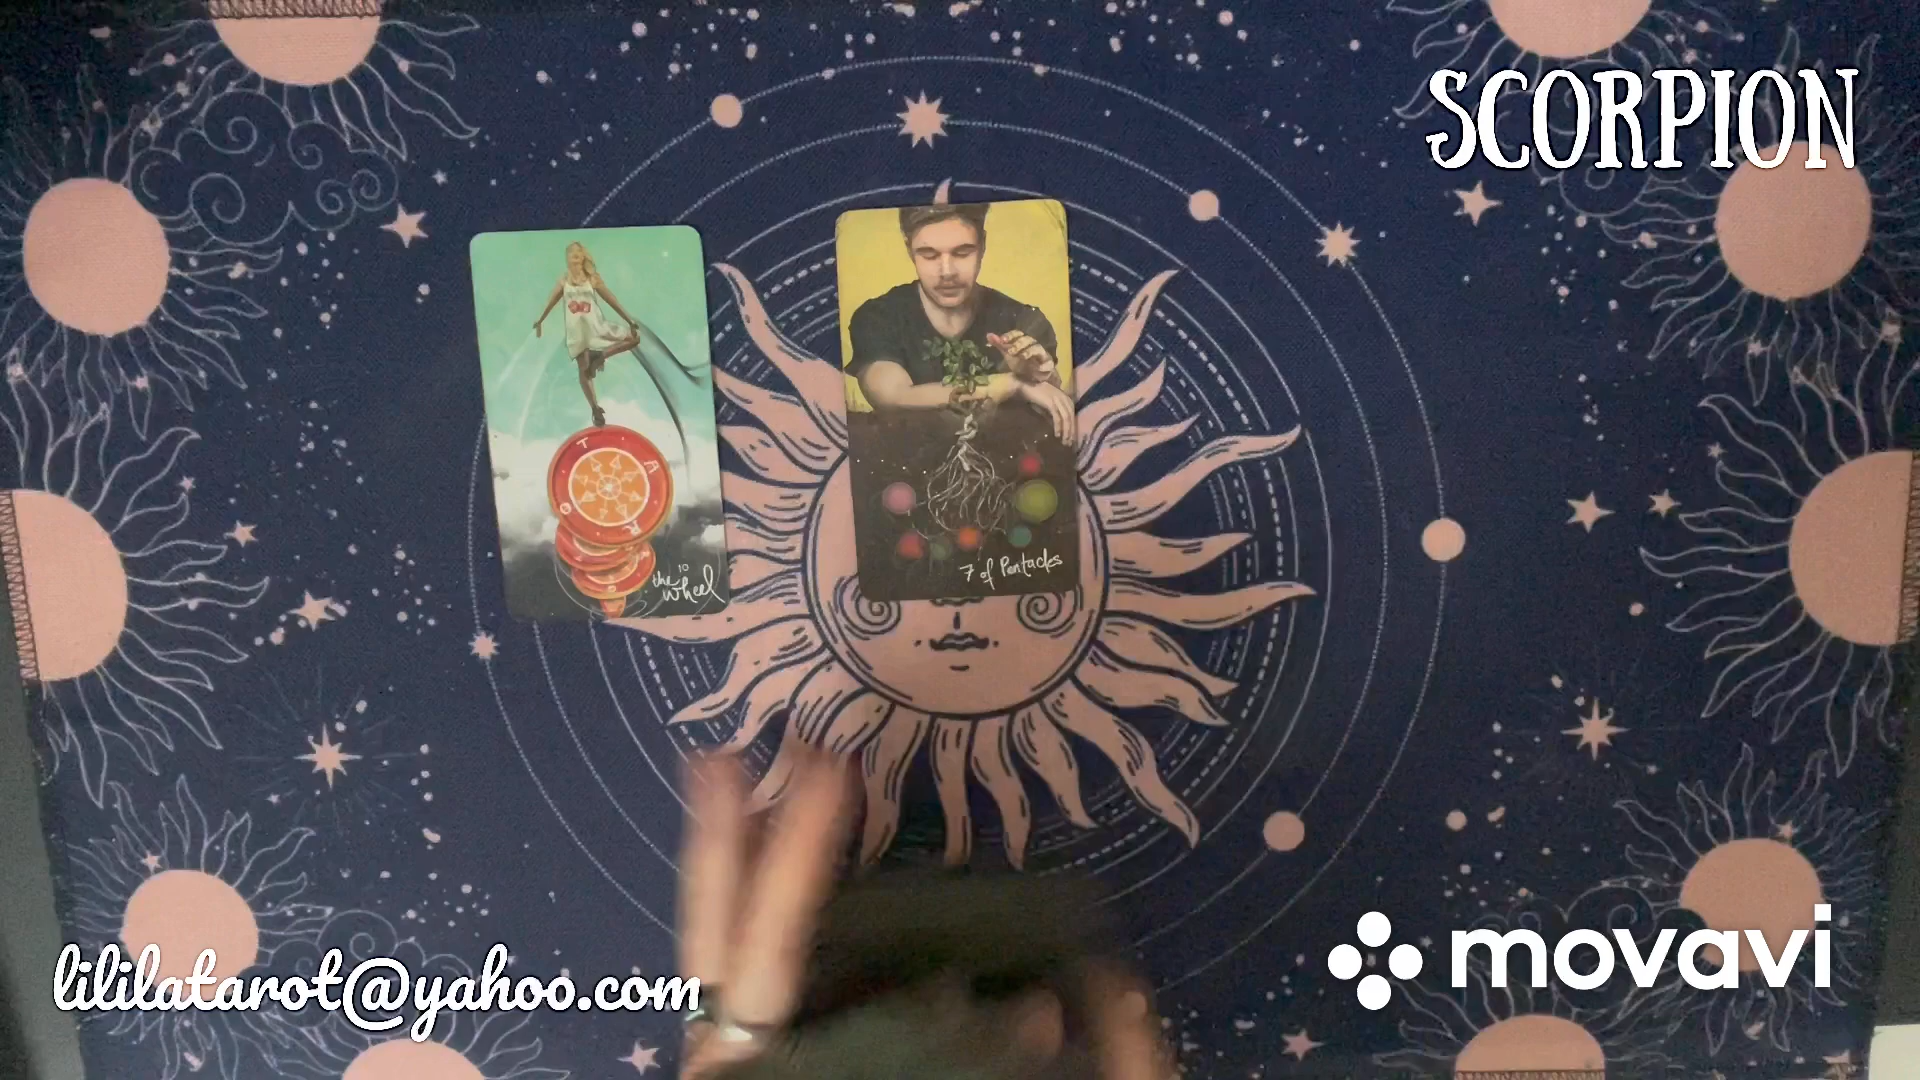 SCORPION
T A R O
the 10 wheel
7 of Pentacles
lililatarot@yahoo.com
movavi